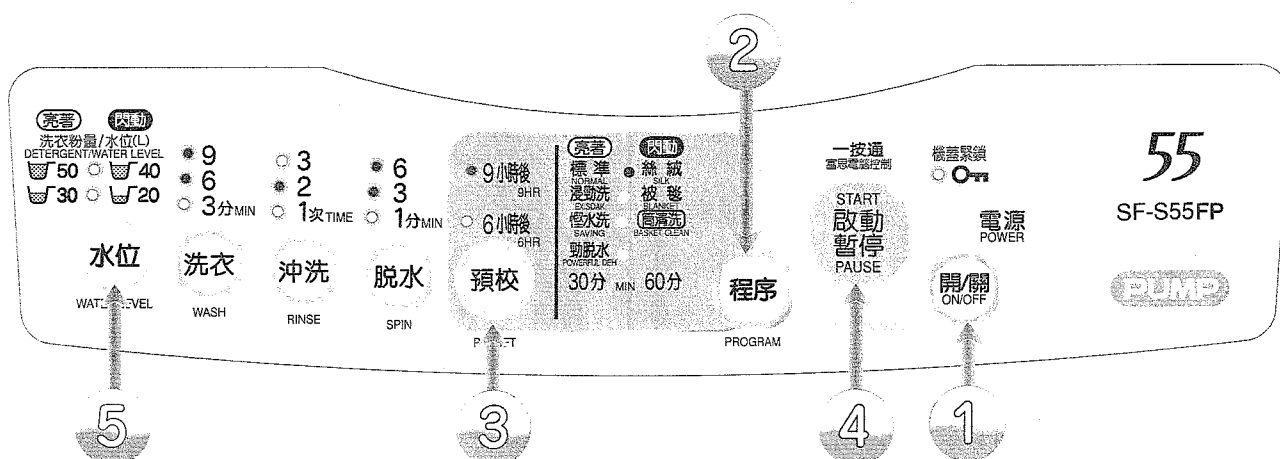 2
亮著 閃動
洗衣粉量/水位(L)
DETERGENT/WATER LEVEL
50 40
30 20
水位
WATER LEVEL
9
6
3分MIN
洗衣
WASH
3
2
1次TIME
沖洗
RINSE
6
3
1分MIN
脱水
SPIN
9小時後
9HR
6小時後
6HR
預校
亮著 閃動
標準 絲絨
NORMAL SILK
浸勁洗 被毯
EX.SOAK BLANKET
慳水洗 筒清洗
SAVING BASKET CLEAN
勁脱水
POWERFUL DEH
30分 MIN 60分
程序
PROGRAM
一按通
START
啟動
暫停
PAUSE
機蓋緊鎖
電源
POWER
開/關
ON/OFF
55
SF-S55FP
PUMP
5
3
4
1